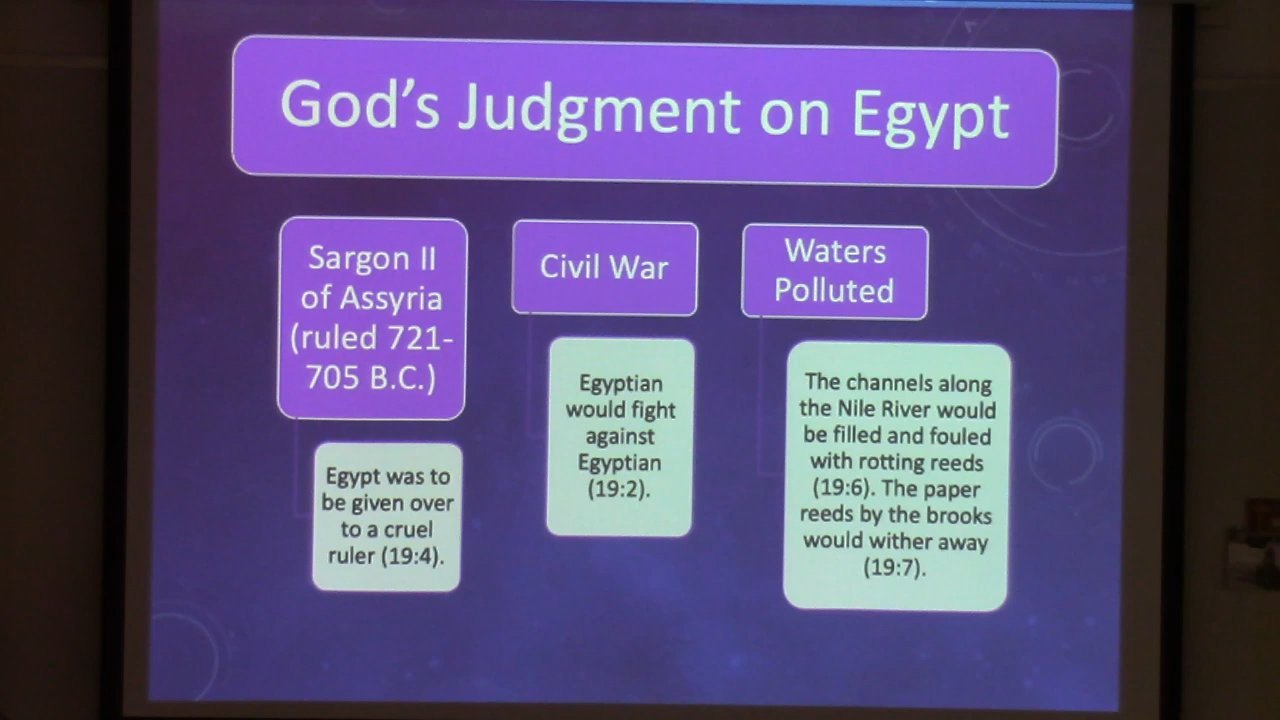 God's Judgment on Egypt
Sargon II
of Assyria
(ruled 721-
705 B.C.)
Egypt was to
be given over
to a cruel
ruler (19:4).
Civil War
Egyptian
would fight
against
Egyptian
(19:2).
Waters
Polluted
The channels along
the Nile River would
be filled and fouled
with rotting reeds
(19:6). The paper
reeds by the brooks
would wither away
(19:7).